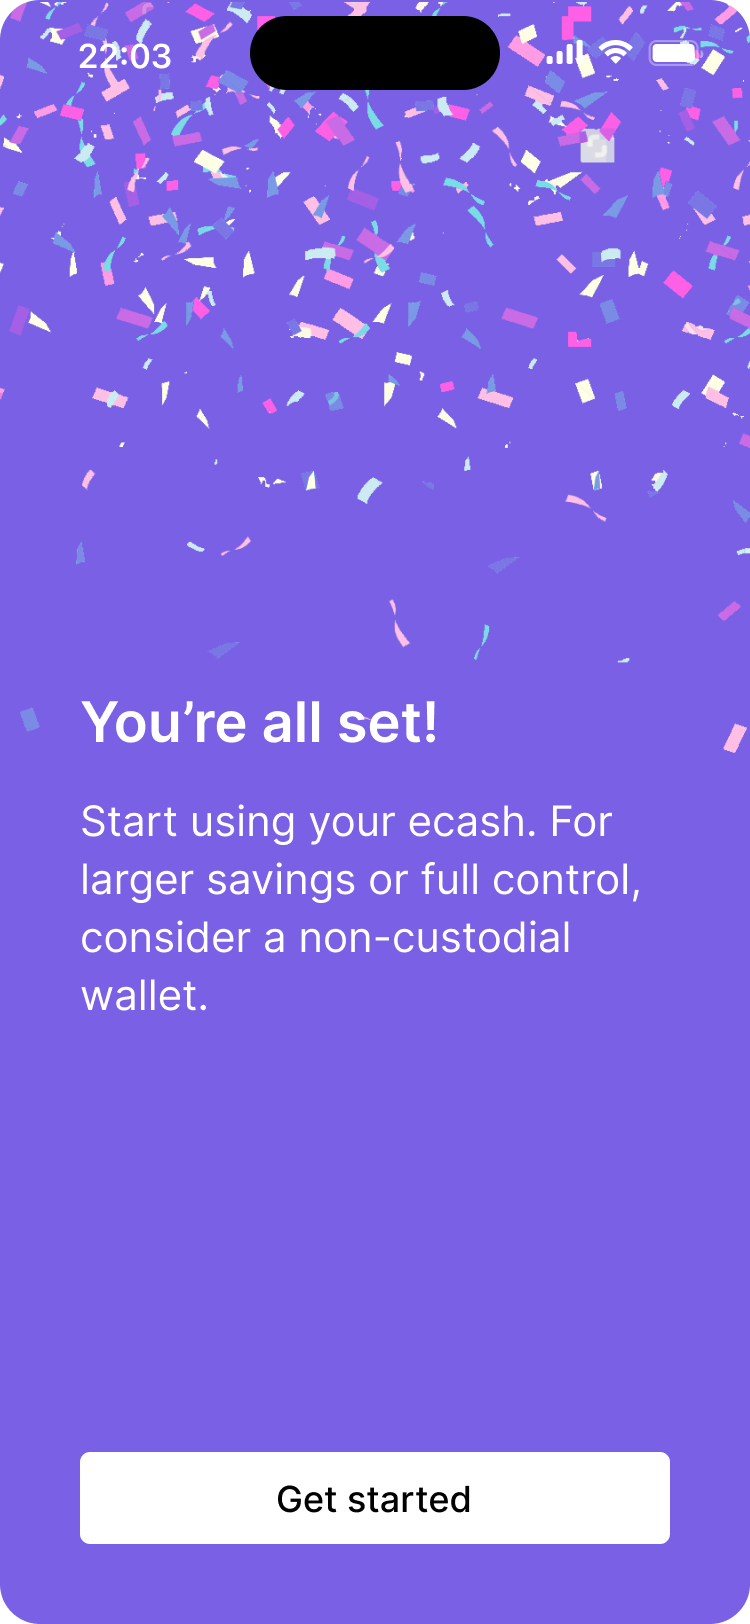 22:03
You’re all set!
Start using your ecash. For
larger savings or full control,
consider a non-custodial
wallet.
Get started